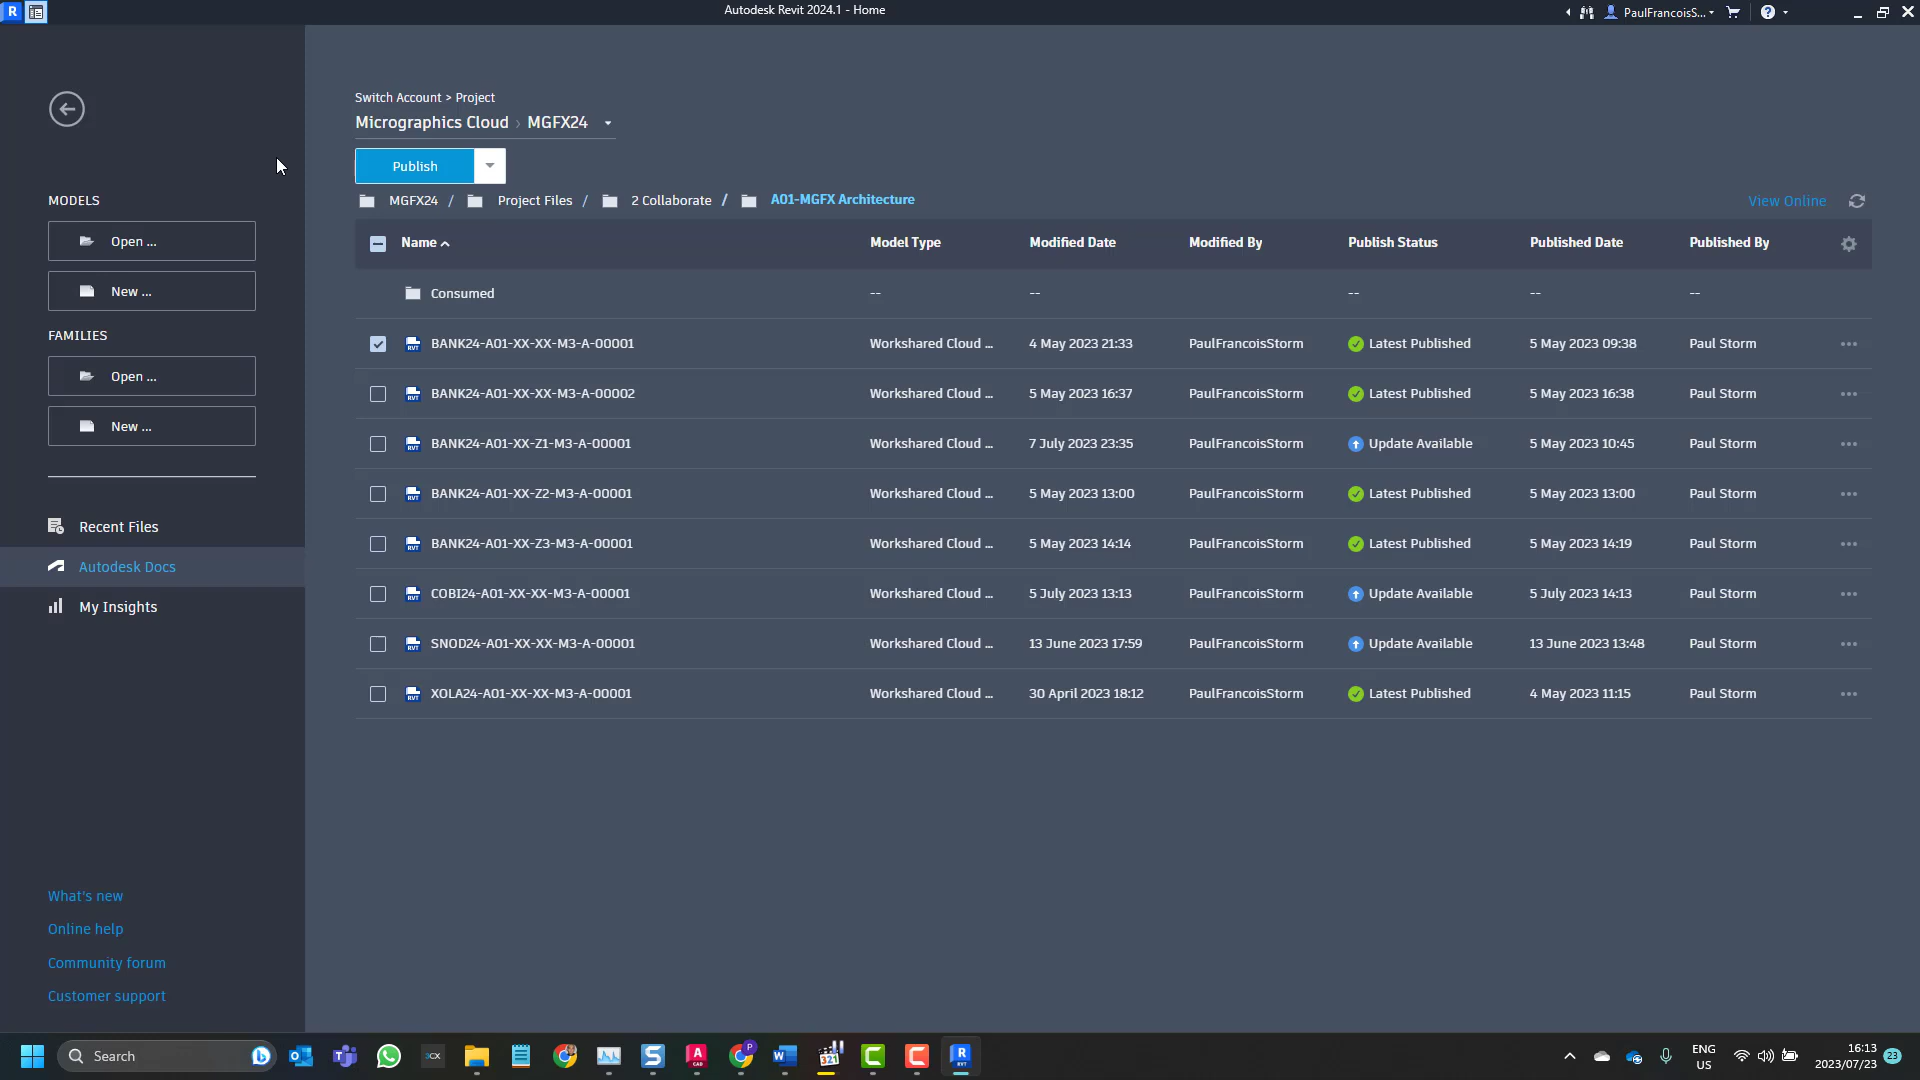 Autodesk Revit 2024.1 - Home
PaulFrancoisS...
Switch Account > Project
Micrographics Cloud › MGFX24
Publish
MGFX24 / Project Files / 2 Collaborate / A01-MGFX Architecture
View Online
MODELS
Open ...
New ...
FAMILIES
Open ...
New ...
Recent Files
Autodesk Docs
My Insights
What's new
Online help
Community forum
Customer support
Name Model Type Modified Date Modified By Publish Status Published Date Published By
Consumed -- -- -- -- --
BANK24-A01-XX-XX-M3-A-00001 Workshared Cloud ... 4 May 2023 21:33 PaulFrancoisStorm Latest Published 5 May 2023 09:38 Paul Storm
BANK24-A01-XX-XX-M3-A-00002 Workshared Cloud ... 5 May 2023 16:37 PaulFrancoisStorm Latest Published 5 May 2023 16:38 Paul Storm
BANK24-A01-XX-Z1-M3-A-00001 Workshared Cloud ... 7 July 2023 23:35 PaulFrancoisStorm Update Available 5 May 2023 10:45 Paul Storm
BANK24-A01-XX-Z2-M3-A-00001 Workshared Cloud ... 5 May 2023 13:00 PaulFrancoisStorm Latest Published 5 May 2023 13:00 Paul Storm
BANK24-A01-XX-Z3-M3-A-00001 Workshared Cloud ... 5 May 2023 14:14 PaulFrancoisStorm Latest Published 5 May 2023 14:19 Paul Storm
COBI24-A01-XX-XX-M3-A-00001 Workshared Cloud ... 5 July 2023 13:13 PaulFrancoisStorm Update Available 5 July 2023 14:13 Paul Storm
SNOD24-A01-XX-XX-M3-A-00001 Workshared Cloud ... 13 June 2023 17:59 PaulFrancoisStorm Update Available 13 June 2023 13:48 Paul Storm
XOLA24-A01-XX-XX-M3-A-00001 Workshared Cloud ... 30 April 2023 18:12 PaulFrancoisStorm Latest Published 4 May 2023 11:15 Paul Storm
Search
3CX
321
ENG
US
16:13
2023/07/23
23